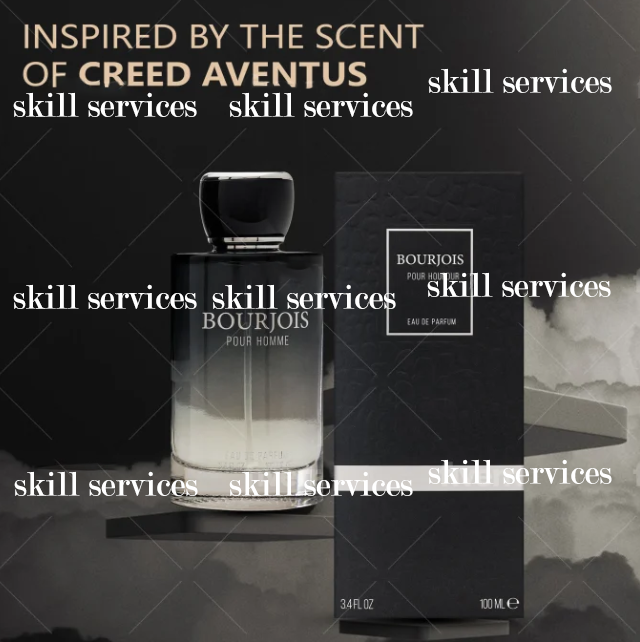 INSPIRED BY THE SCENT
OF CREED AVENTUS
skill services
skill services
skill services
BOURJOIS
POUR
EAU DE PARFUM
skill services
skill services
skill services
BOURJOIS
POUR HOMME
skill services
skill services
skill services
3.4 FL OZ
100 ML e